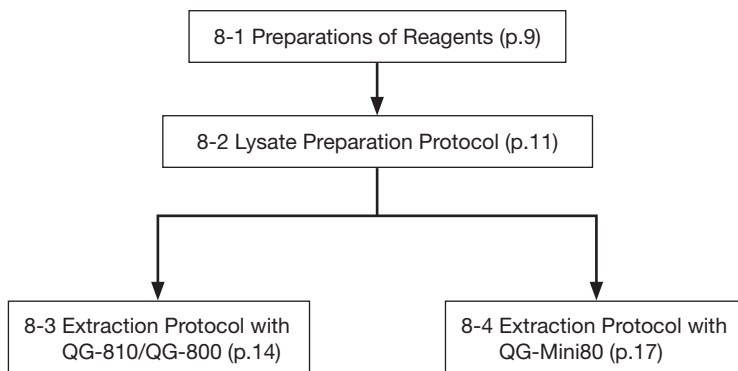 8-1 Preparations of Reagents (p.9)
8-2 Lysate Preparation Protocol (p.11)
8-3 Extraction Protocol with
QG-810/QG-800 (p.14)
8-4 Extraction Protocol with
QG-Mini80 (p.17)